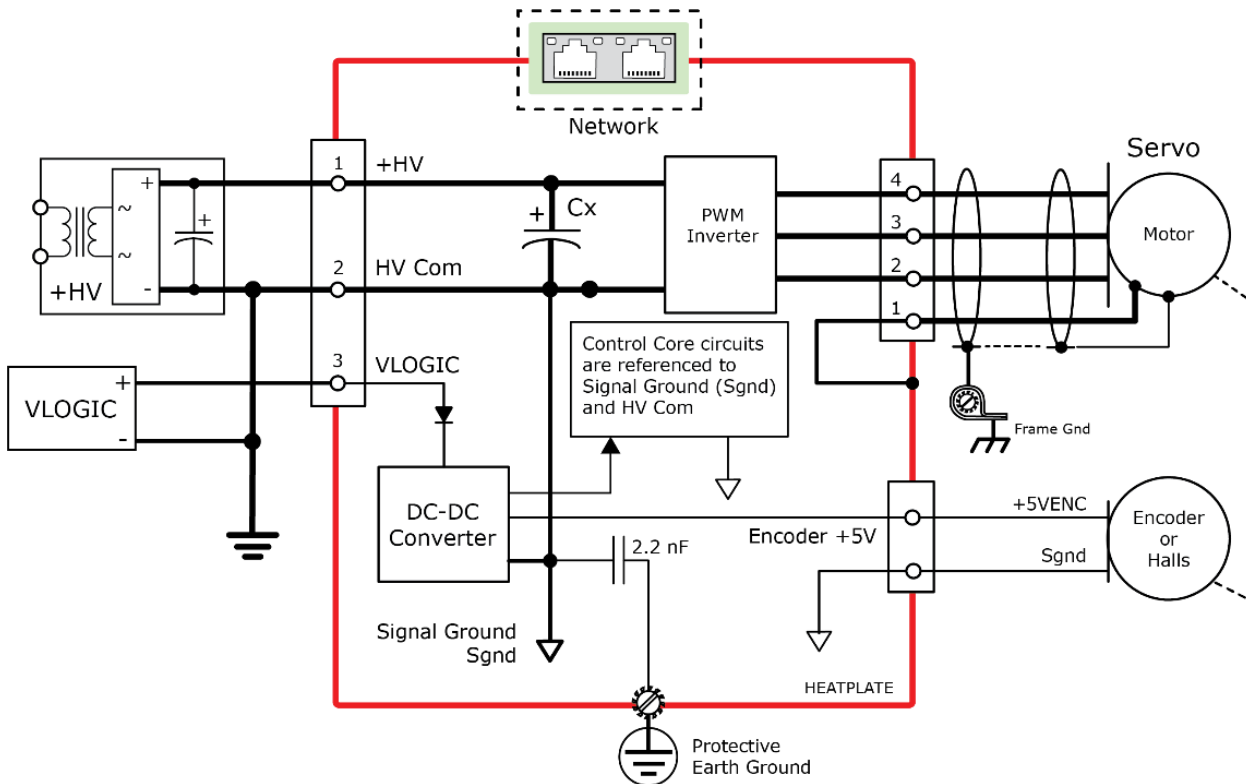 Network
+HV
1
+HV
Cx
+
2
HV Com
3
VLOGIC
+
~
+
~
-
VLOGIC
+
-
PWM
Inverter
4
3
2
1
Servo
Motor
Control Core circuits
are referenced to
Signal Ground (Sgnd)
and HV Com
Frame Gnd
DC-DC
Converter
Encoder +5V
+5VENC
Sgnd
Encoder
or
Halls
2.2 nF
Signal Ground
Sgnd
HEATPLATE
Protective
Earth Ground